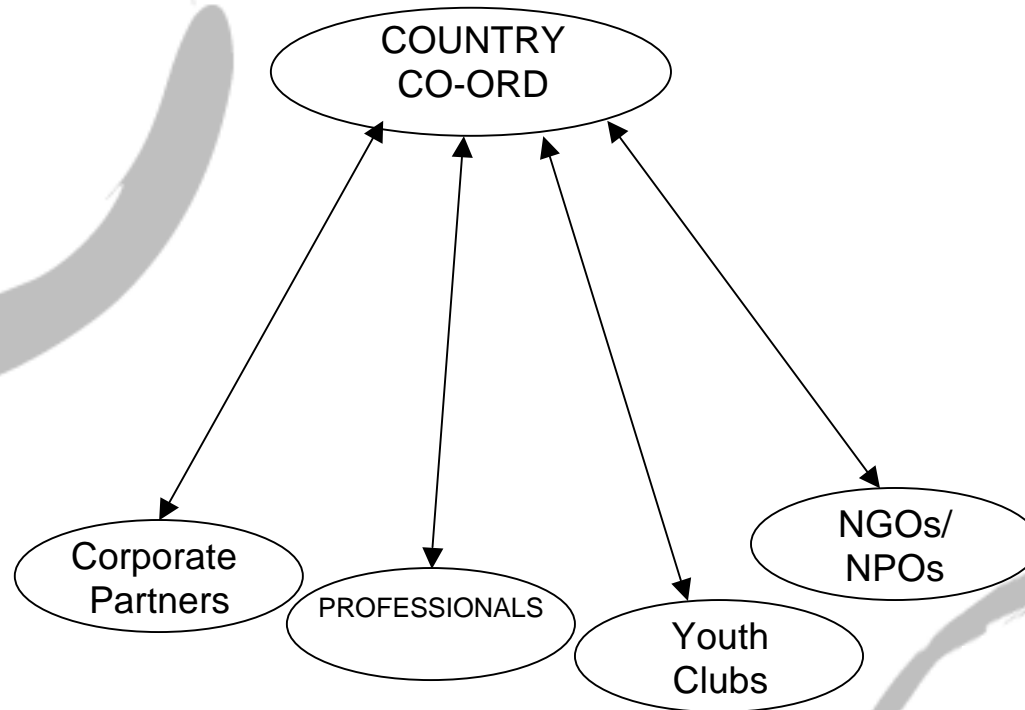 COUNTRY
CO-ORD
Corporate
Partners
PROFESSIONALS
Youth
Clubs
NGOs/
NPOs